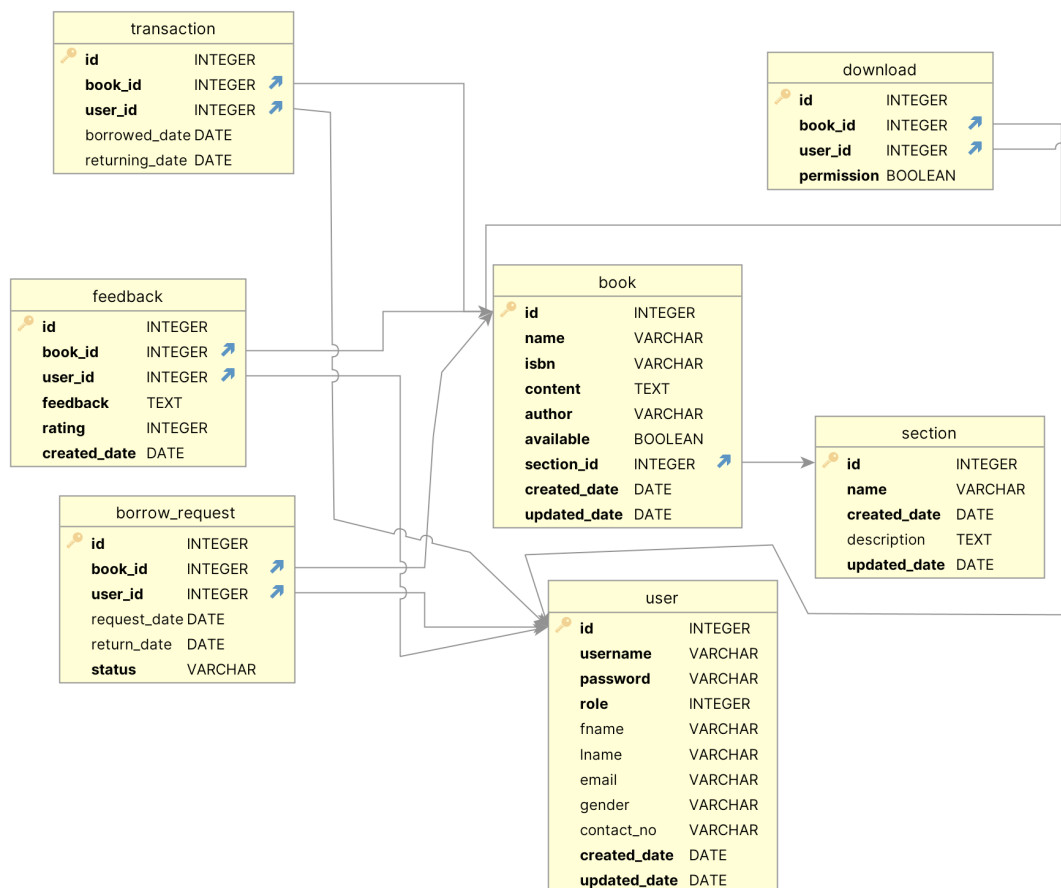 transaction
id INTEGER
book_id INTEGER
user_id INTEGER
borrowed_date DATE
returning_date DATE
download
id INTEGER
book_id INTEGER
user_id INTEGER
permission BOOLEAN
feedback
id INTEGER
book_id INTEGER
user_id INTEGER
feedback TEXT
rating INTEGER
created_date DATE
book
id INTEGER
name VARCHAR
isbn VARCHAR
content TEXT
author VARCHAR
available BOOLEAN
section_id INTEGER
created_date DATE
updated_date DATE
section
id INTEGER
name VARCHAR
created_date DATE
description TEXT
updated_date DATE
borrow_request
id INTEGER
book_id INTEGER
user_id INTEGER
request_date DATE
return_date DATE
status VARCHAR
user
id INTEGER
username VARCHAR
password VARCHAR
role INTEGER
fname VARCHAR
lname VARCHAR
email VARCHAR
gender VARCHAR
contact_no VARCHAR
created_date DATE
updated_date DATE